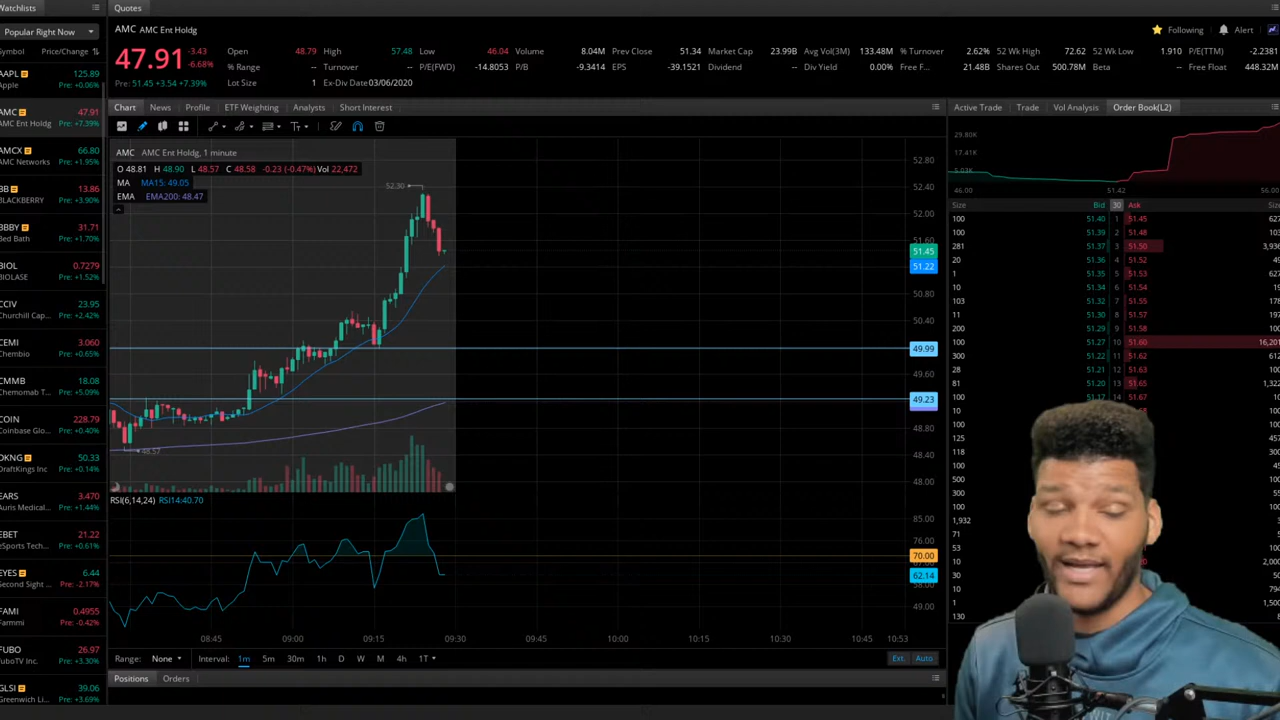 Watchlists
Quotes
Popular Right Now
Symbol Price/Change
AAPL 125.89
Apple Pre: +0.06%
AMC 47.91
AMC Ent Holdg Pre: +7.39%
AMCX 66.80
AMC Networks Pre: +1.95%
BB 13.86
BLACKBERRY Pre: +3.90%
BBBY 31.71
Bed Bath Pre: +1.70%
BIOL 0.7279
BIOLASE Pre: +1.52%
CCIV 23.95
Churchill Cap... Pre: +2.42%
CEMI 3.060
Chembio Pre: +0.65%
CMMB 18.08
Chemomab T... Pre: +5.09%
COIN 228.79
Coinbase Glo... Pre: +0.40%
DKNG 50.33
DraftKings Inc Pre: +0.14%
EARS 3.470
Auris Medical... Pre: +1.44%
EBET 21.22
eSports Tech... Pre: +0.61%
EYES 6.44
Second Sight ... Pre: -2.17%
FAMI 0.4955
Farmmi Pre: -0.42%
FUBO 26.97
FuboTV Inc. Pre: +3.30%
GLSI 39.06
Greenwich Li... Pre: +3.69%
AMC AMC Ent Holdg
Following Alert
47.91 -3.43
-6.68%
Pre: 51.45 +3.54 +7.39%
Open 48.79 High 57.48 Low 46.04 Volume 8.04M Prev Close 51.34 Market Cap 23.99B Avg Vol(3M) 133.48M % Turnover 2.62% 52 Wk High 72.62 52 Wk Low 1.910 P/E(TTM) -2.2381
% Range -- Turnover -- P/E(FWD) -14.8053 P/B -9.3414 EPS -39.1521 Dividend -- Div Yield 0.00% Free F... 21.48B Shares Out 500.78M Beta -- Free Float 448.32M
Lot Size 1 Ex-Div Date 03/06/2020
Chart News Profile ETF Weighting Analysts Short Interest
AMC AMC Ent Holdg, 1 minute
O 48.81 H 48.90 L 48.57 C 48.58 -0.23 (-0.47%) Vol 22,472
MA MA15: 49.05
EMA EMA200: 48.47
52.30
48.57
52.80
52.40
52.00
51.60
51.45
51.22
50.80
50.40
49.99
49.60
49.23
48.80
48.40
48.00
RSI(6,14,24) RSI14:40.70
85.00
76.00
70.00
62.14
49.00
08:45 09:00 09:15 09:30 09:45 10:00 10:15 10:30 10:45 10:53
Range: None Interval: 1m 5m 30m 1h D W M 4h 1T
Ext. Auto
Positions Orders
Active Trade Trade Vol Analysis Order Book(L2)
29.80K
17.41K
5.03K
46.00 51.42 56.00
Size Bid 30 Ask Size
100 51.40 1 51.45 627
100 51.39 2 51.48 103
281 51.37 3 51.50 3,936
20 51.36 4 51.52 49
1 51.35 5 51.53
10 51.34 6 51.54 19
103 51.32 7 51.55 177
11 51.31 8 51.57 197
200 51.29 9 51.58 100
100 51.27 10 51.60 16,201
300 51.22 11 51.62
28 51.21 12 51.63
81 51.20 13 51.65 1,322
100 51.17 14 51.67
10
100
125
118
100
500
300
100
1,932
71
53
10
30
10
1
130